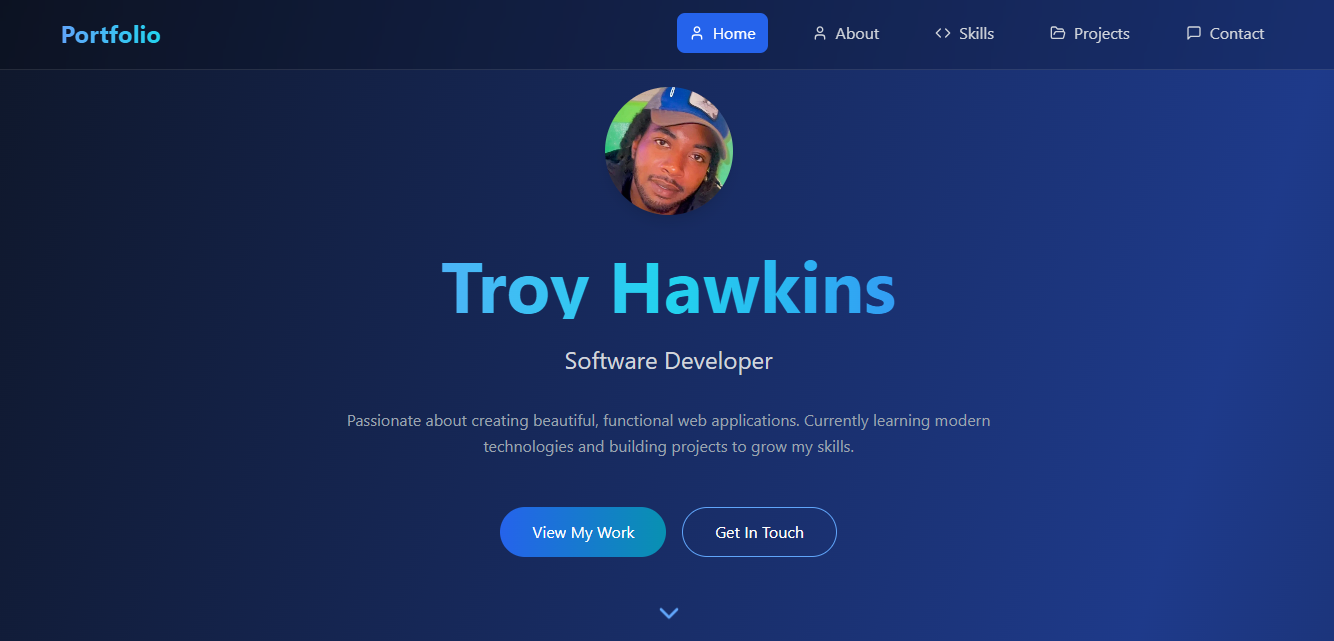 Portfolio
Home
About
Skills
Projects
Contact
Troy Hawkins
Software Developer
Passionate about creating beautiful, functional web applications. Currently learning modern
technologies and building projects to grow my skills.
View My Work
Get In Touch